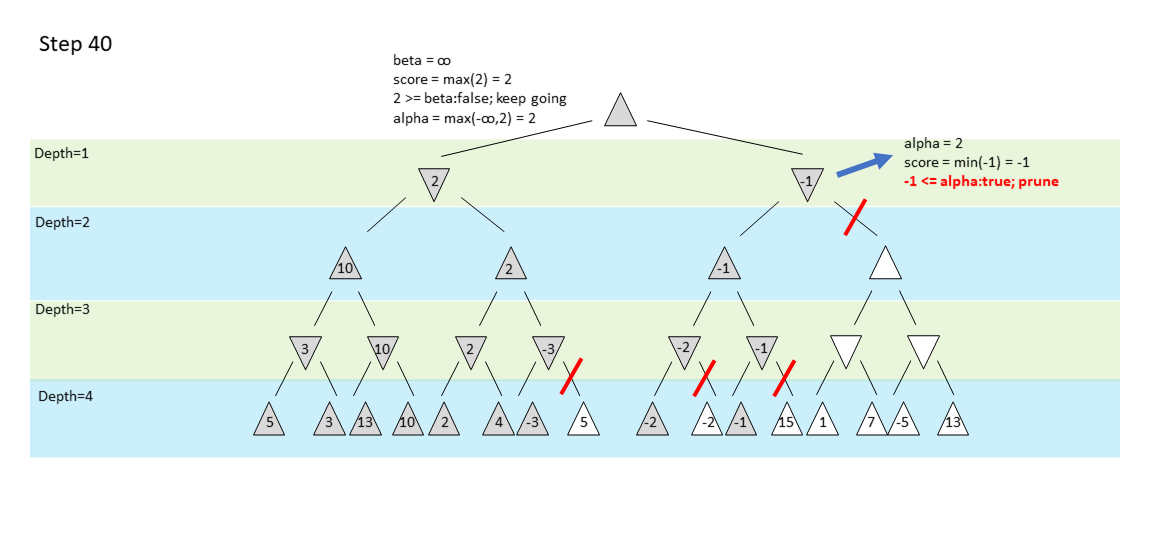 Step 40
beta = ∞
score = max(2) = 2
2 >= beta:false; keep going
alpha = max(-∞,2) = 2
alpha = 2
score = min(-1) = -1
-1 <= alpha:true; prune
Depth=1
2
-1
Depth=2
10
2
-1
Depth=3
3
10
2
-3
-2
-1
Depth=4
5
3
13
10
2
4
-3
5
-2
-2
-1
15
1
7
-5
13